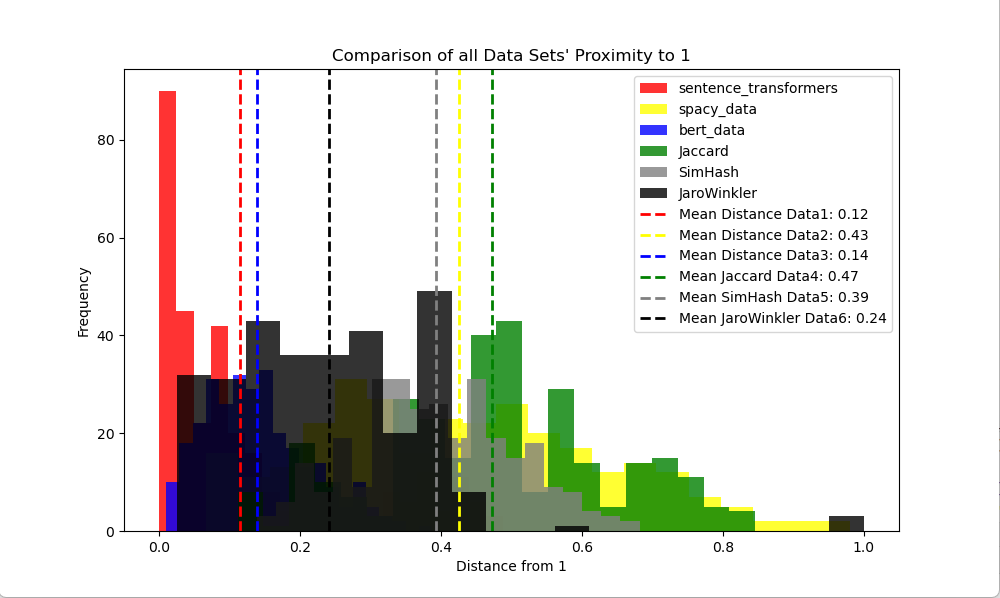 Comparison of all Data Sets' Proximity to 1
sentence_transformers
spacy_data
bert_data
Jaccard
SimHash
JaroWinkler
Mean Distance Data1: 0.12
Mean Distance Data2: 0.43
Mean Distance Data3: 0.14
Mean Jaccard Data4: 0.47
Mean SimHash Data5: 0.39
Mean JaroWinkler Data6: 0.24
Frequency
80
60
40
20
0
0.0 0.2 0.4 0.6 0.8 1.0
Distance from 1